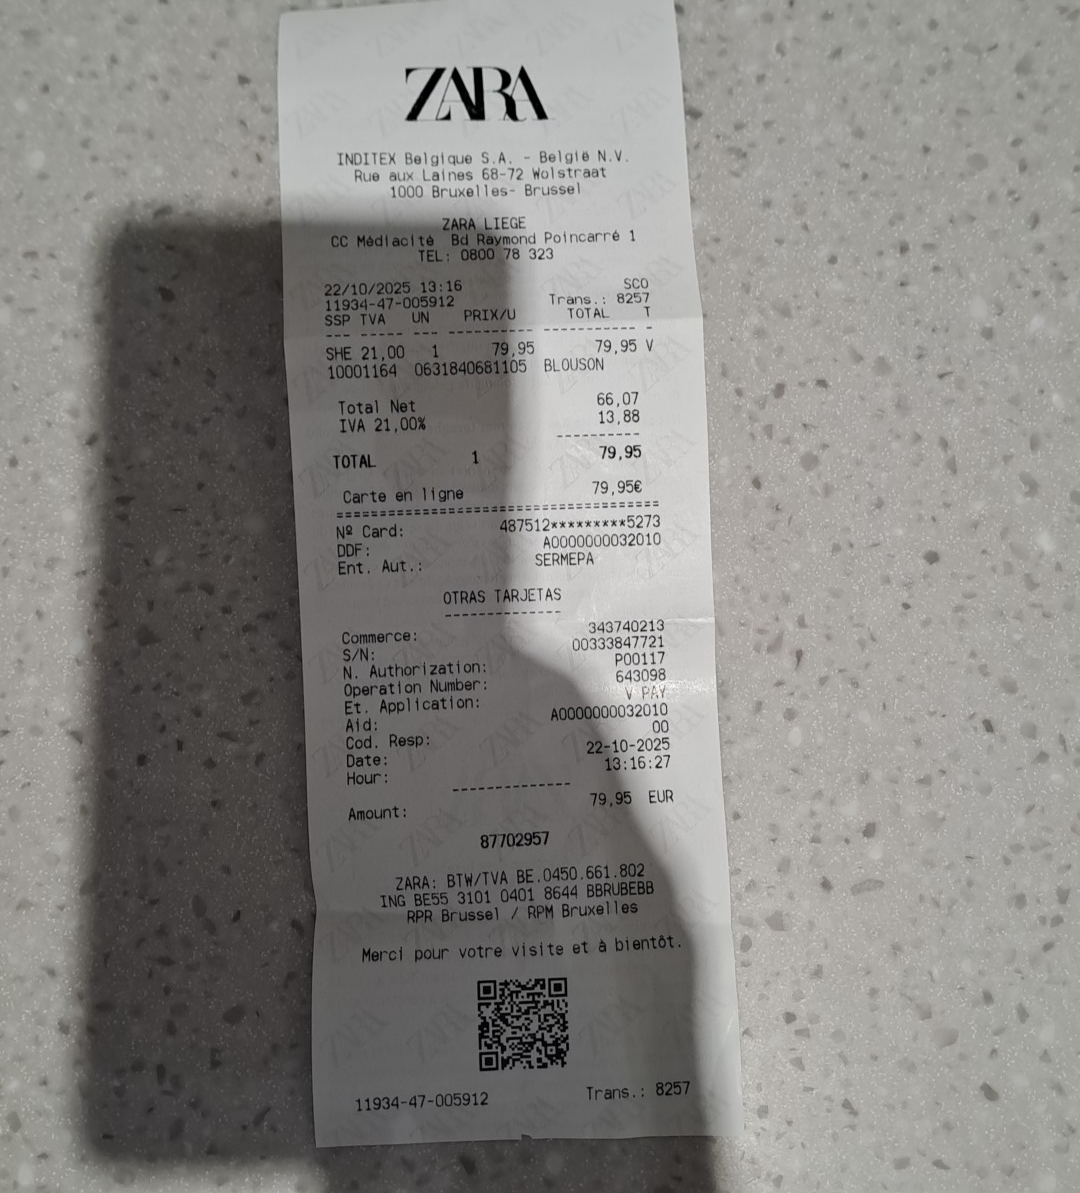 ZARA
INDITEX Belgique S.A. - België N.V.
Rue aux Laines 68-72 Wolstraat
1000 Bruxelles- Brussel
ZARA LIEGE
CC Médiacité Bd Raymond Poincarré 1
TEL: 0800 78 323
22/10/2025 13:16 SCO
11934-47-005912 Trans.: 8257
SSP TVA UN PRIX/U TOTAL T
--- ----- --- ---------- ----------- -
SHE 21,00 1 79,95 79,95 V
10001164 0631840681105 BLOUSON
Total Net 66,07
IVA 21,00% 13,88
----------
TOTAL 1 79,95
Carte en ligne 79,95€
=======================================
Nº Card: 487512*********5273
DDF: A0000000032010
Ent. Aut.: SERMEPA
OTRAS TARJETAS
--------------
Commerce: 343740213
S/N: 00333847721
N. Authorization: P00117
Operation Number: 643098
Et. Application: V PAY
Aid: A0000000032010
Cod. Resp: 00
Date: 22-10-2025
Hour: 13:16:27
--------------
Amount: 79,95 EUR
87702957
ZARA: BTW/TVA BE.0450.661.802
ING BE55 3101 0401 8644 BBRUBEBB
RPR Brussel / RPM Bruxelles
Merci pour votre visite et à bientôt.
11934-47-005912 Trans.: 8257